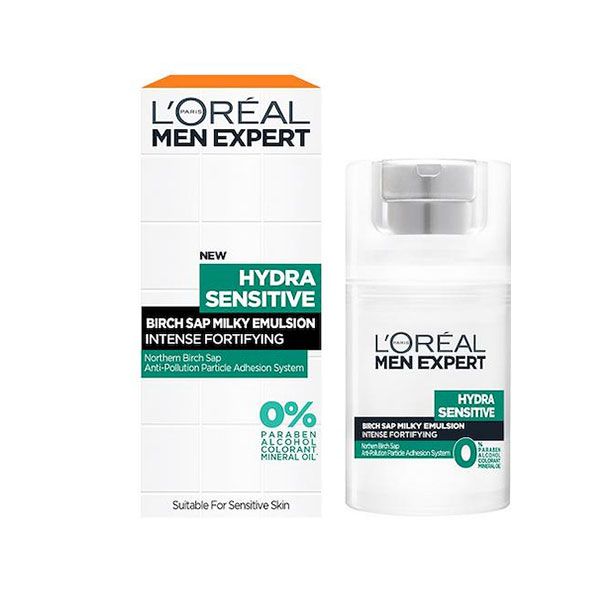 L'ORÉAL
PARIS
MEN EXPERT
NEW
HYDRA
SENSITIVE
BIRCH SAP MILKY EMULSION
INTENSE FORTIFYING
Northern Birch Sap
Anti-Pollution Particle Adhesion System
0%
PARABEN
ALCOHOL
COLORANT
MINERAL OIL*
Suitable For Sensitive Skin
L'ORÉAL
PARIS
MEN EXPERT
HYDRA
SENSITIVE
BIRCH SAP MILKY EMULSION
INTENSE FORTIFYING
Northern Birch Sap
Anti-Pollution Particle Adhesion System
0%
PARABEN
ALCOHOL
COLORANT
MINERAL OIL*